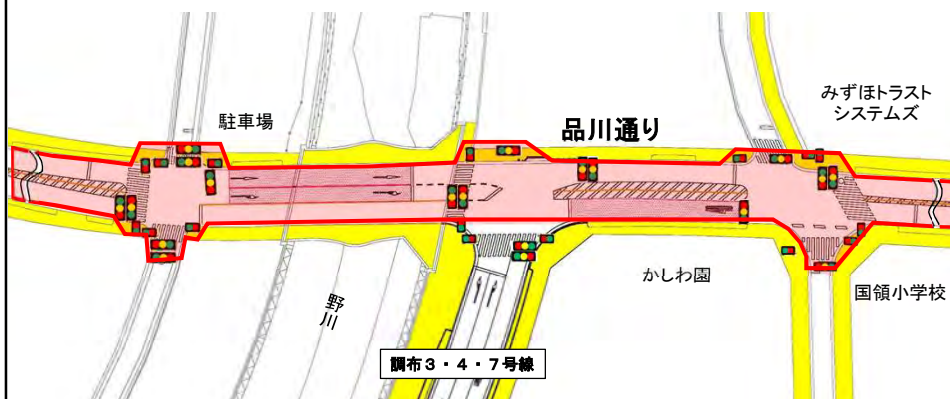 みずほトラスト
システムズ
駐車場
品川通り
野川
かしわ園
国領小学校
調布3・4・7号線